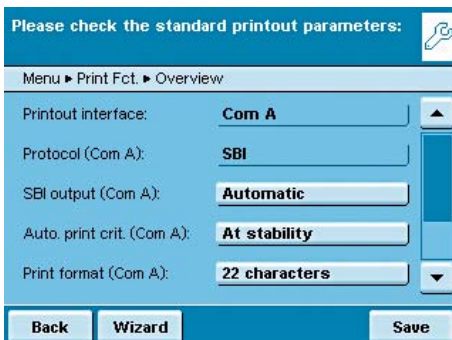 Please check the standard printout parameters:
Menu ▸ Print Fct. ▸ Overview
Printout interface: Com A
Protocol (Com A): SBI
SBI output (Com A): Automatic
Auto. print crit. (Com A): At stability
Print format (Com A): 22 characters
Back Wizard Save